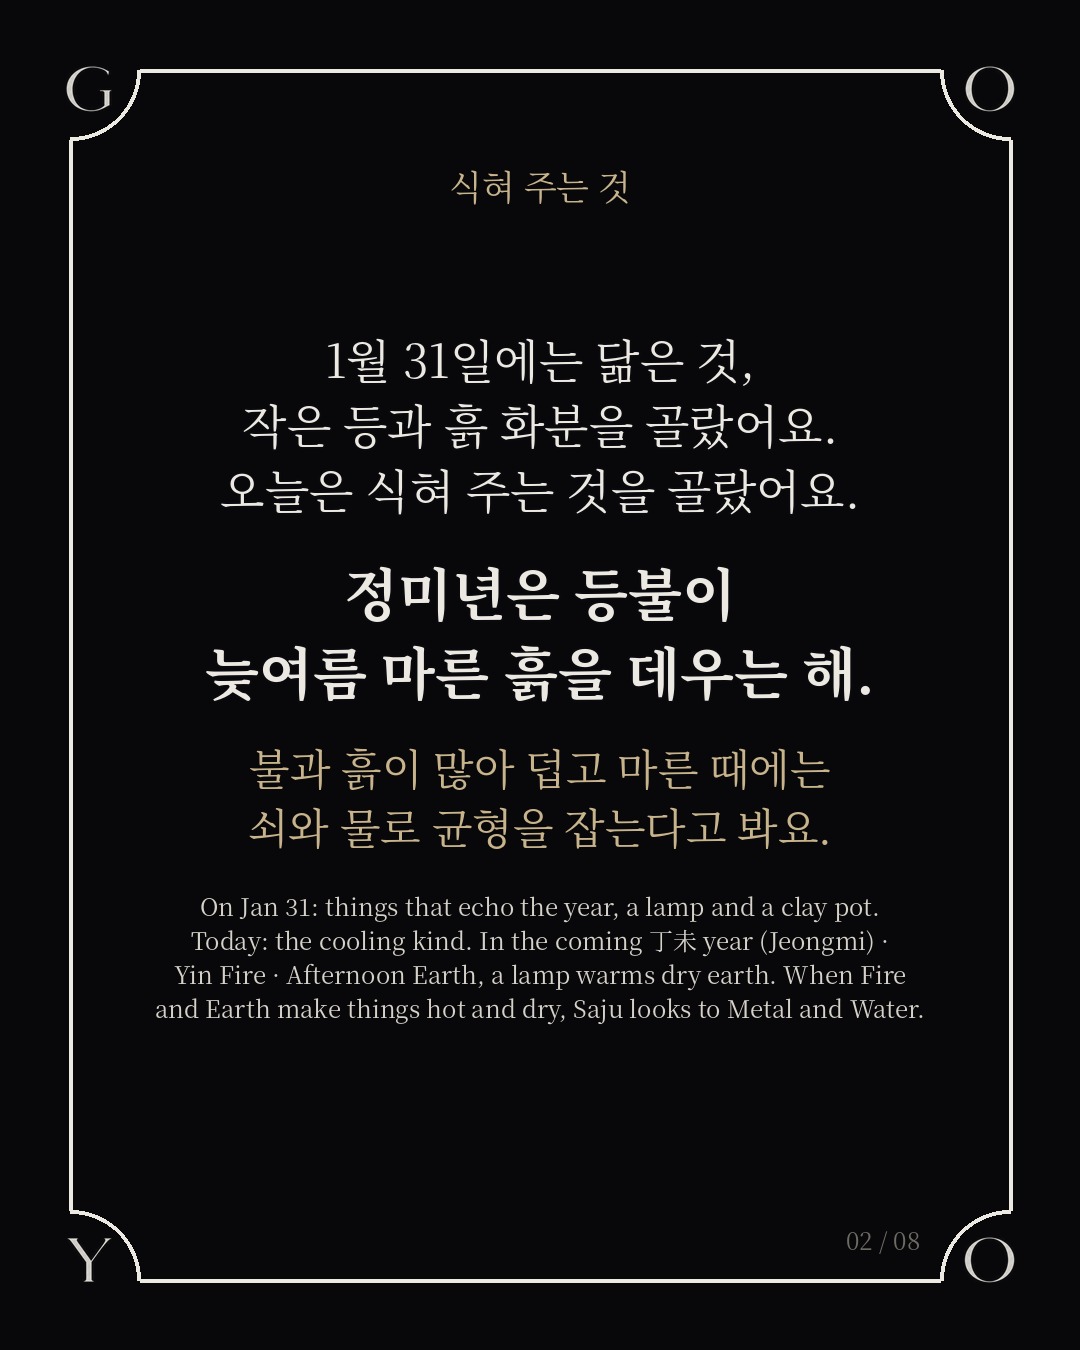 G O
식혀 주는 것
1월 31일에는 닮은 것,
작은 등과 흙 화분을 골랐어요.
오늘은 식혀 주는 것을 골랐어요.
정미년은 등불이
늦여름 마른 흙을 데우는 해.
불과 흙이 많아 덥고 마른 때에는
쇠와 물로 균형을 잡는다고 봐요.
On Jan 31: things that echo the year, a lamp and a clay pot.
Today: the cooling kind. In the coming 丁未 year (Jeongmi) ·
Yin Fire · Afternoon Earth, a lamp warms dry earth. When Fire
and Earth make things hot and dry, Saju looks to Metal and Water.
02 / 08
Y O